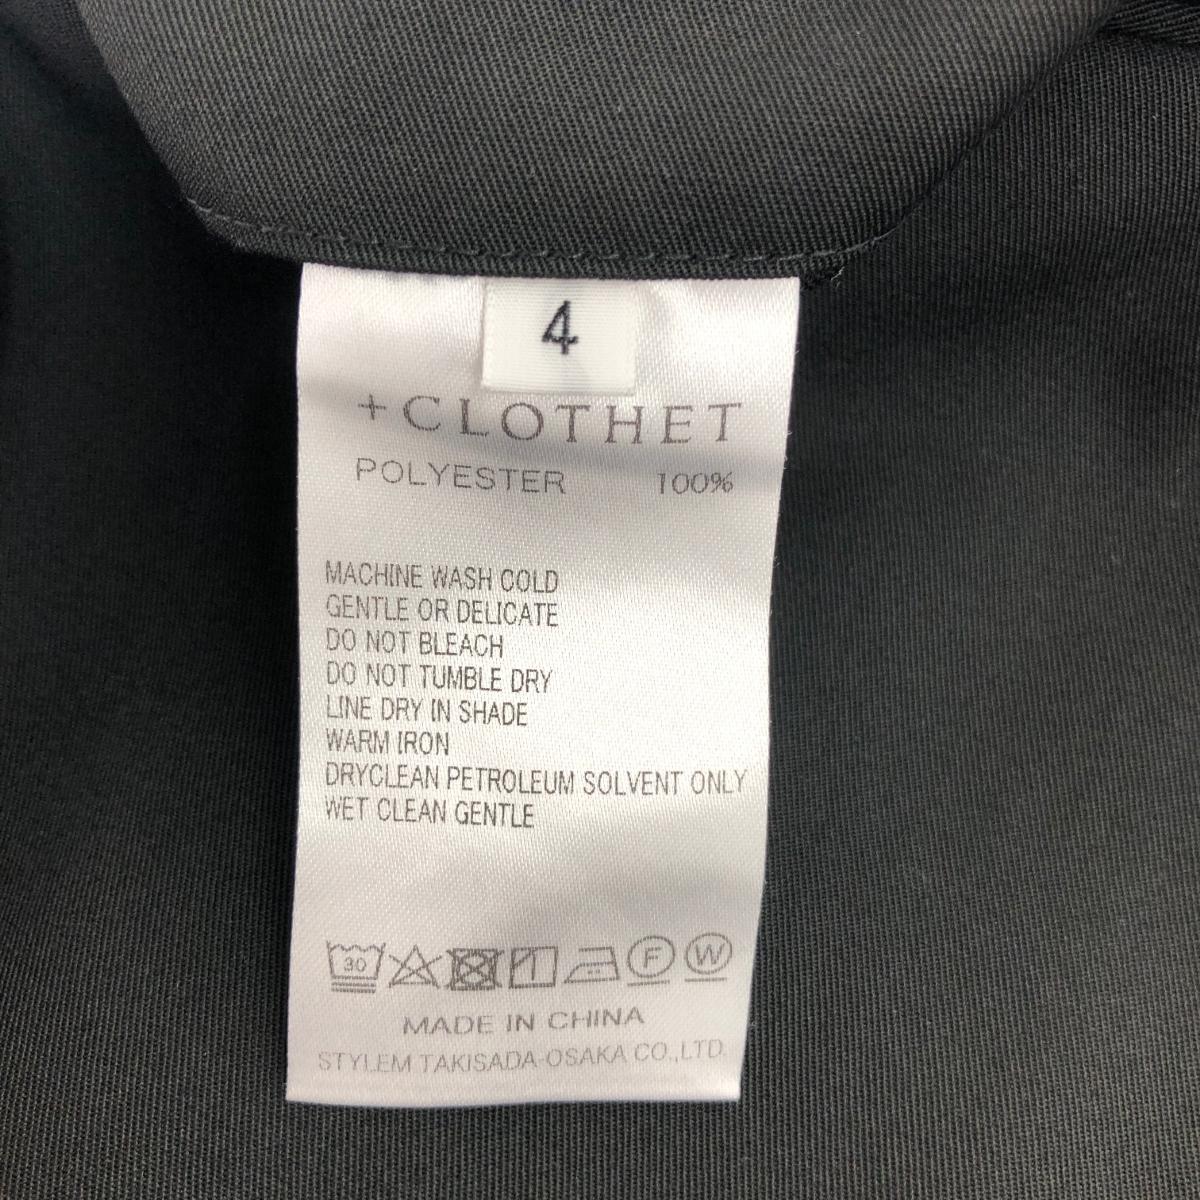 4
+CLOTHET
POLYESTER 100%
MACHINE WASH COLD
GENTLE OR DELICATE
DO NOT BLEACH
DO NOT TUMBLE DRY
LINE DRY IN SHADE
WARM IRON
DRYCLEAN PETROLEUM SOLVENT ONLY
WET CLEAN GENTLE
30 F W
MADE IN CHINA
STYLEM TAKISADA-OSAKA CO.,LTD.